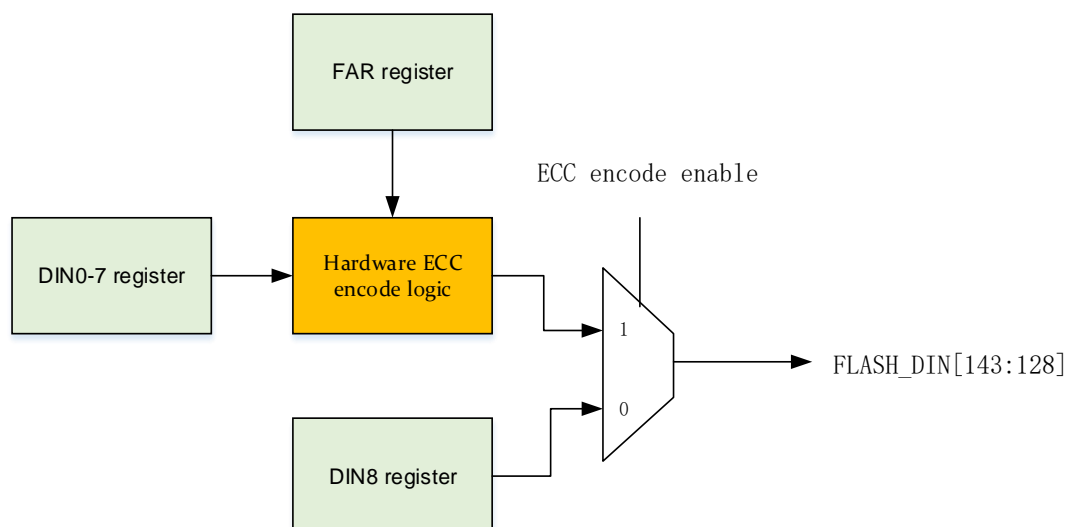 FAR register
ECC encode enable
DIN0-7 register
Hardware ECC
encode logic
1
FLASH_DIN[143:128]
0
DIN8 register